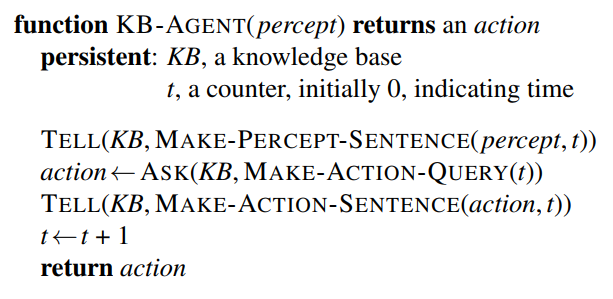 function KB-AGENT(percept) returns an action
persistent: KB, a knowledge base
t, a counter, initially 0, indicating time
TELL(KB, MAKE-PERCEPT-SENTENCE(percept, t))
action ← ASK(KB, MAKE-ACTION-QUERY(t))
TELL(KB, MAKE-ACTION-SENTENCE(action, t))
t ← t + 1
return action